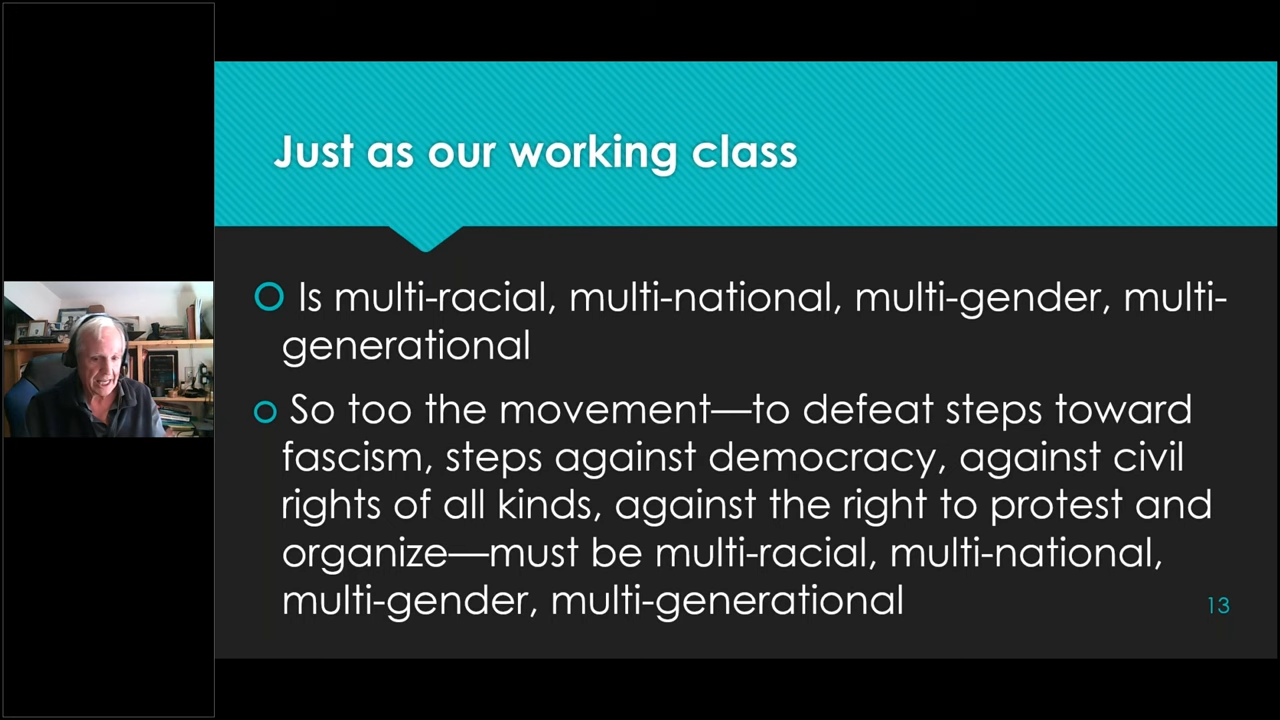 Just as our working class
Is multi-racial, multi-national, multi-gender, multi-
generational
So too the movement—to defeat steps toward
fascism, steps against democracy, against civil
rights of all kinds, against the right to protest and
organize—must be multi-racial, multi-national,
multi-gender, multi-generational
13